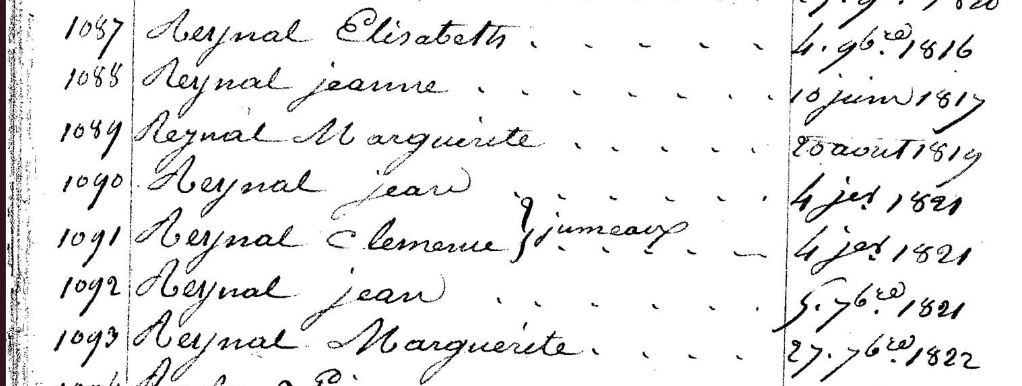 1087 Reynal Elisabeth . . . . . 4. 9bre 1816
1088 Reynal jeanne . . . . . . . 10 juin 1817
1089 Reynal Marguerite . . . . . 20 aout 1819
1090 Reynal jean . . . . . . 4 jer 1821
1091 Reynal Clemence } jumeaux . . . . 4 jer 1821
1092 Reynal jean . . . . . . 5. 7bre 1821
1093 Reynal Marguerite . . . . 27. 7bre 1822